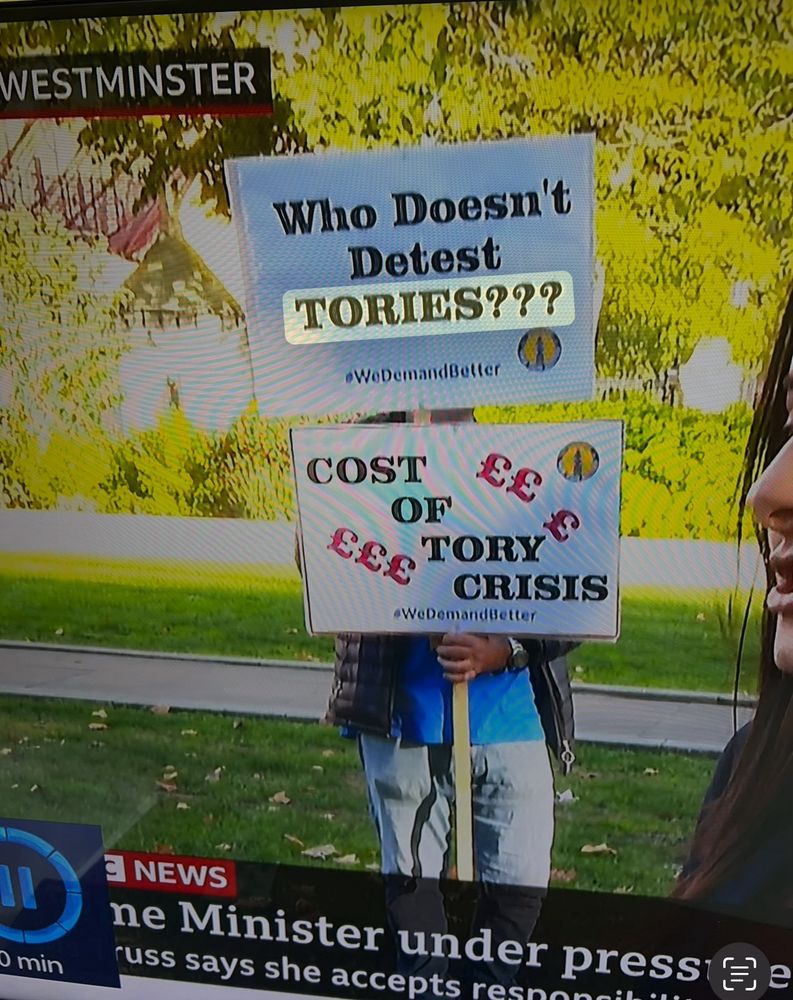 WESTMINSTER
Who Doesn't
Detest
TORIES???
#WeDemandBetter
COST ££
OF £
£££ TORY
CRISIS
#WeDemandBetter
C NEWS
me Minister under pressure
russ says she accepts
0 min